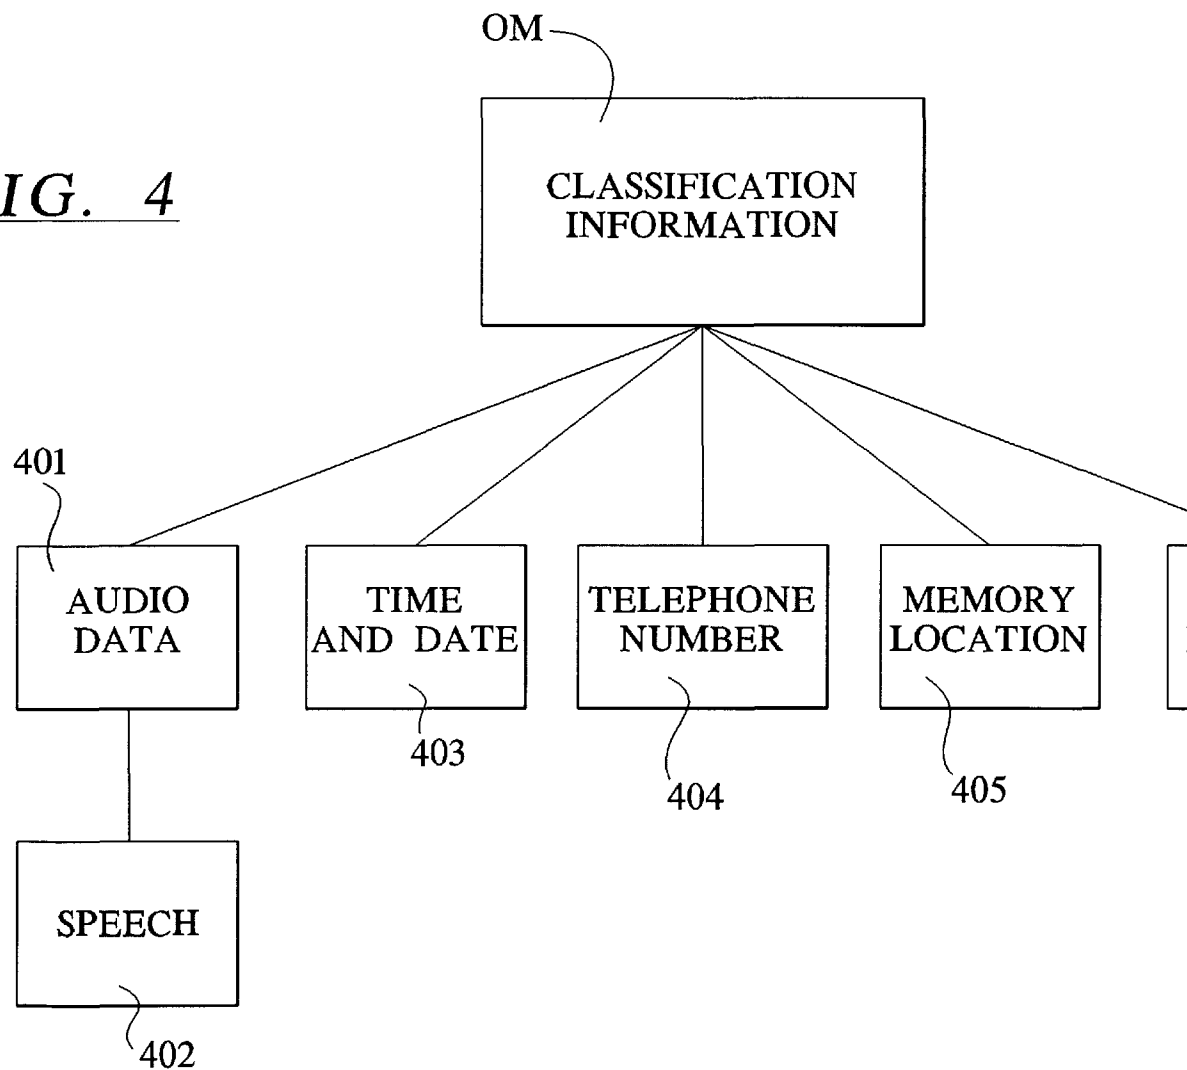 OM
IG. 4
CLASSIFICATION
INFORMATION
401
AUDIO
DATA
TIME
AND DATE
TELEPHONE
NUMBER
MEMORY
LOCATION
403
404
405
SPEECH
402